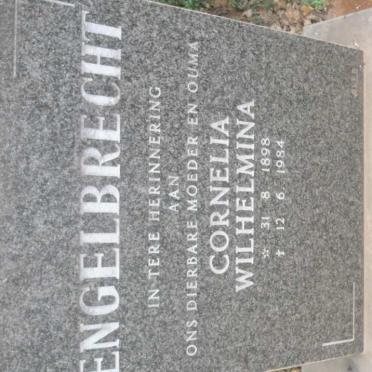 ENGELBRECHT
IN TERE HERINNERING
AAN
ONS DIERBARE MOEDER EN OUMA
CORNELIA
WILHELMINA
☆ 31 8 1898
✝ 12 6 1984